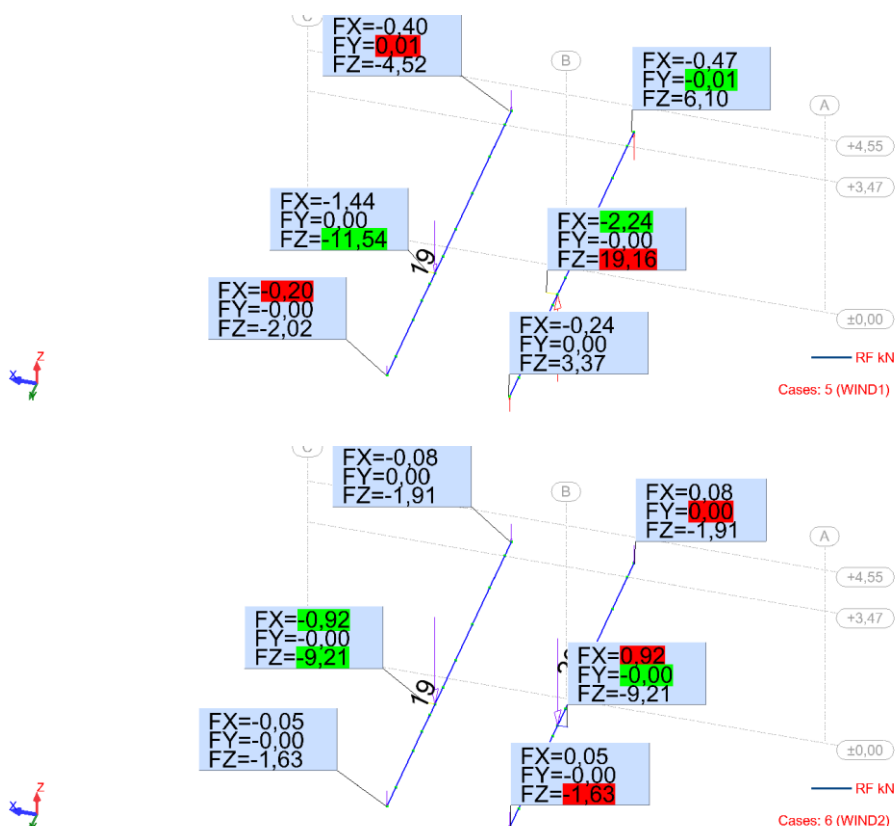 FX=-0,40
FY=0,01
FZ=-4,52
B
FX=-0,47
FY=-0,01
FZ=6,10
A
+4,55
+3,47
FX=-1,44
FY=0,00
FZ=-11,54
19
FX=-2,24
FY=-0,00
FZ=19,16
FX=-0,20
FY=-0,00
FZ=-2,02
FX=-0,24
FY=0,00
FZ=3,37
±0,00
Z
X
RF kN
Cases: 5 (WIND1)
FX=-0,08
FY=0,00
FZ=-1,91
B
FX=0,08
FY=0,00
FZ=-1,91
A
+4,55
+3,47
FX=-0,92
FY=-0,00
FZ=-9,21
19
FX=0,92
FY=-0,00
FZ=-9,21
FX=-0,05
FY=-0,00
FZ=-1,63
FX=0,05
FY=-0,00
FZ=-1,63
±0,00
Z
X
RF kN
Cases: 6 (WIND2)